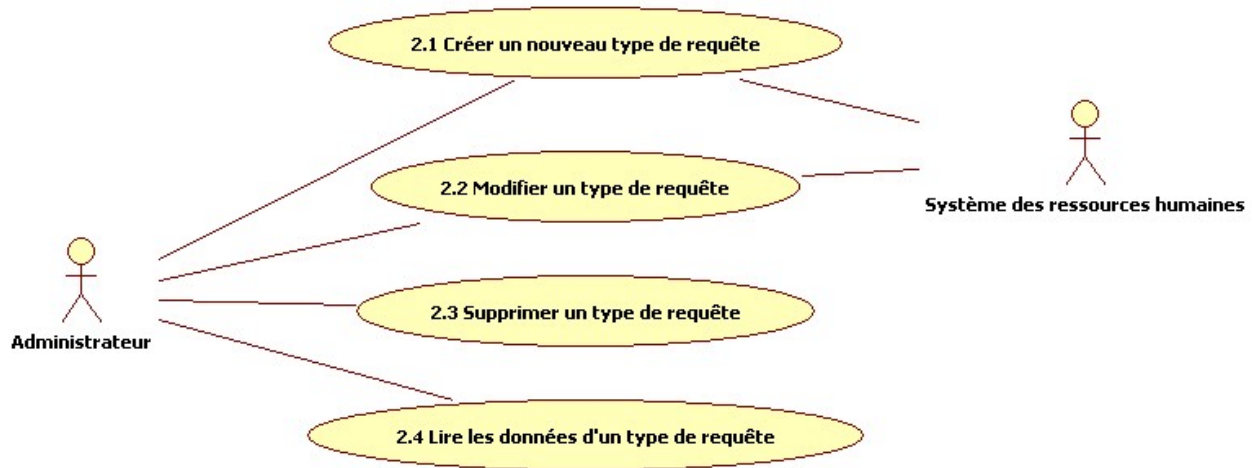 2.1 Créer un nouveau type de requête
2.2 Modifier un type de requête
Système des ressources humaines
2.3 Supprimer un type de requête
Administrateur
2.4 Lire les données d'un type de requête